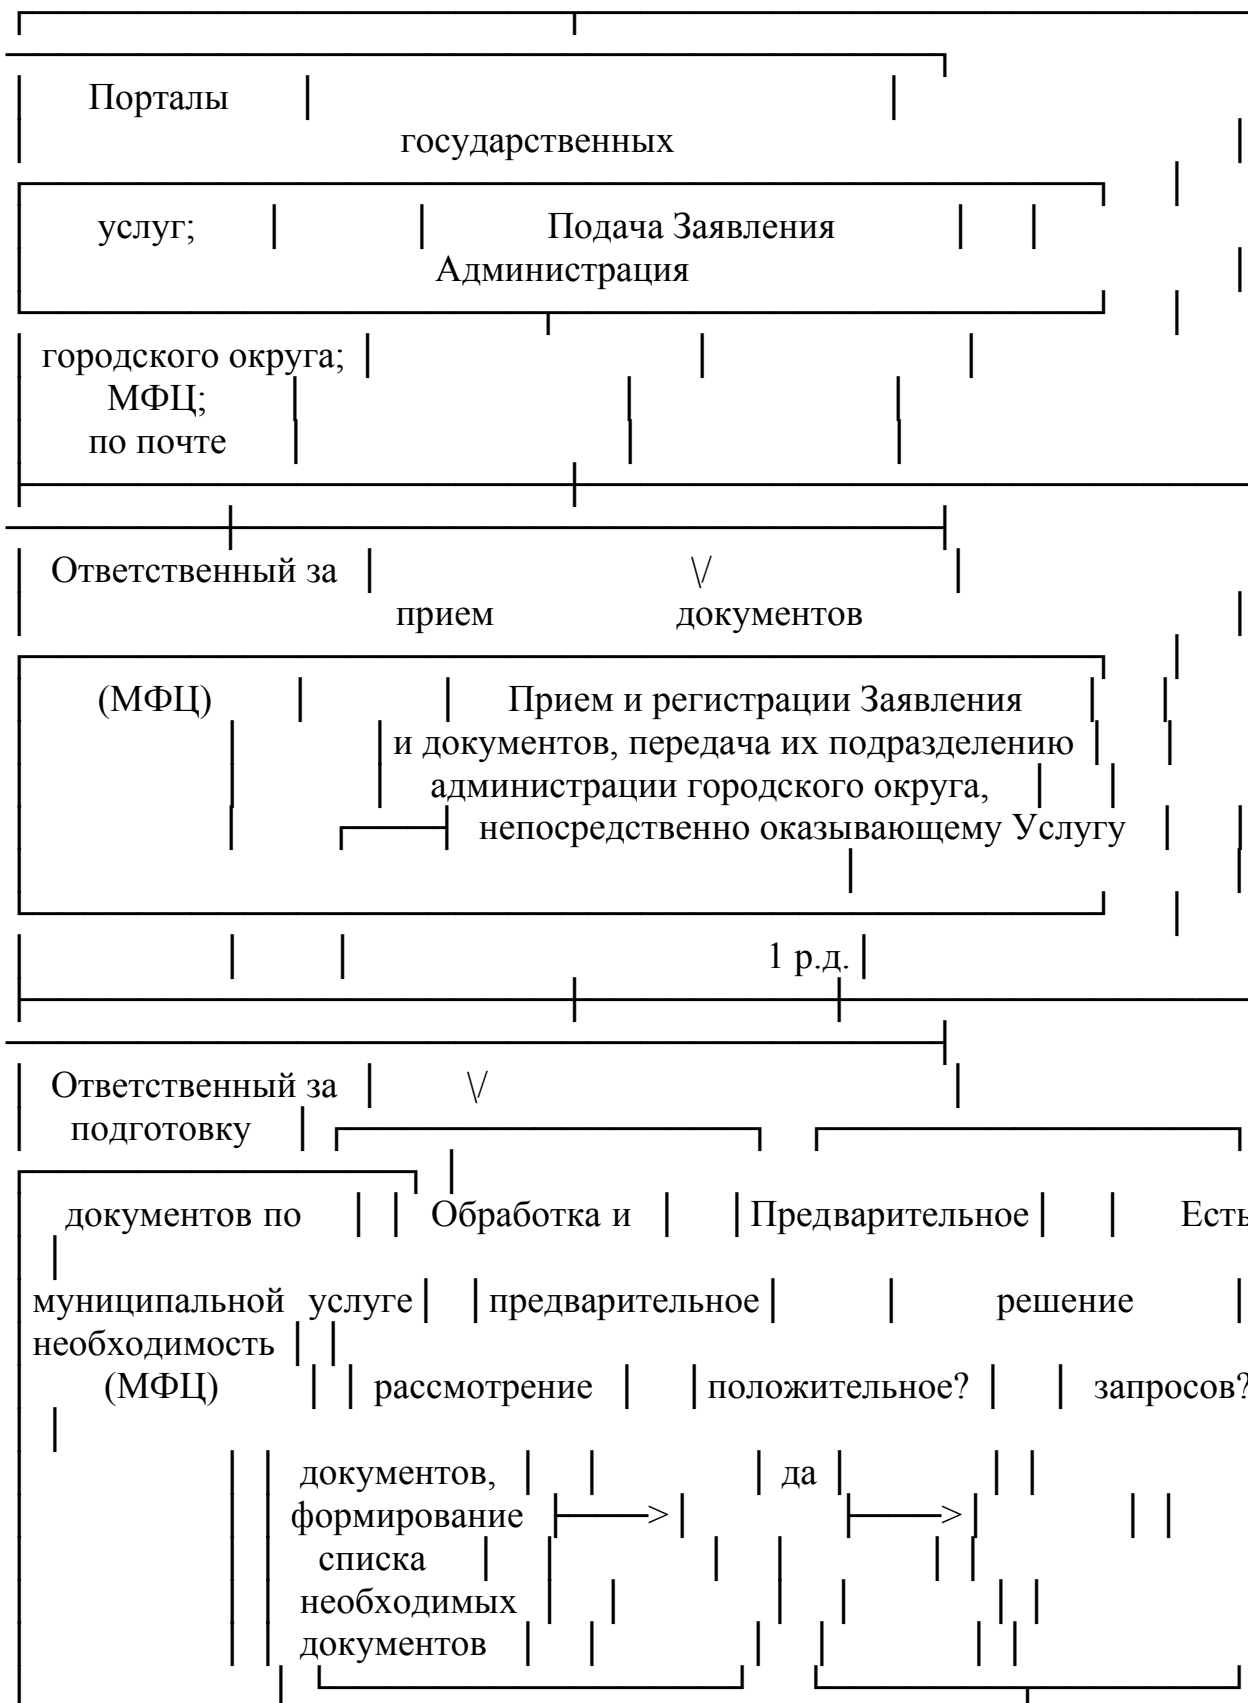 Порталы
государственных
услуг; Подача Заявления
Администрация
городского округа;
МФЦ;
по почте
Ответственный за \/
прием документов
(МФЦ) Прием и регистрации Заявления
и документов, передача их подразделению
администрации городского округа,
непосредственно оказывающему Услугу
1 р.д.
Ответственный за \/
подготовку
документов по Обработка и Предварительное Есть
муниципальной услуге предварительное решение
необходимость
(МФЦ) рассмотрение положительное? запросов?
документов, да
формирование > >
списка
необходимых
документов